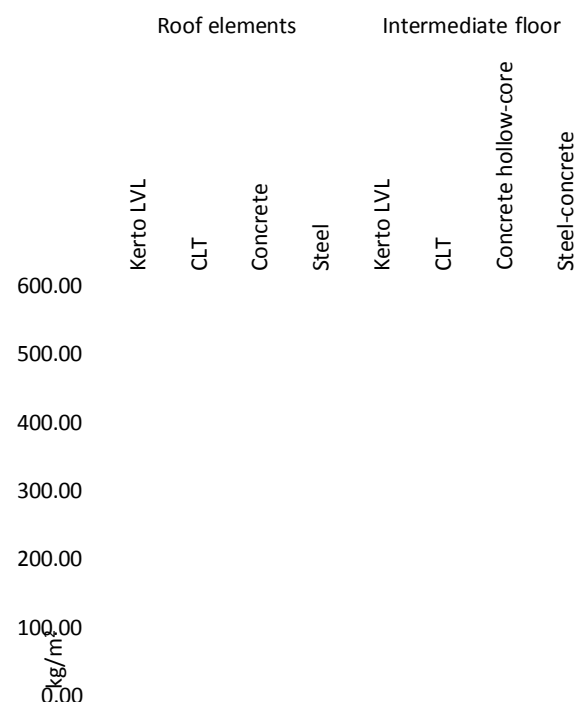 Roof elements
Intermediate floor
Kerto LVL
CLT
Concrete
Steel
Kerto LVL
CLT
Concrete hollow-core
Steel-concrete
600.00
500.00
400.00
300.00
200.00
100.00
0.00
kg/m²